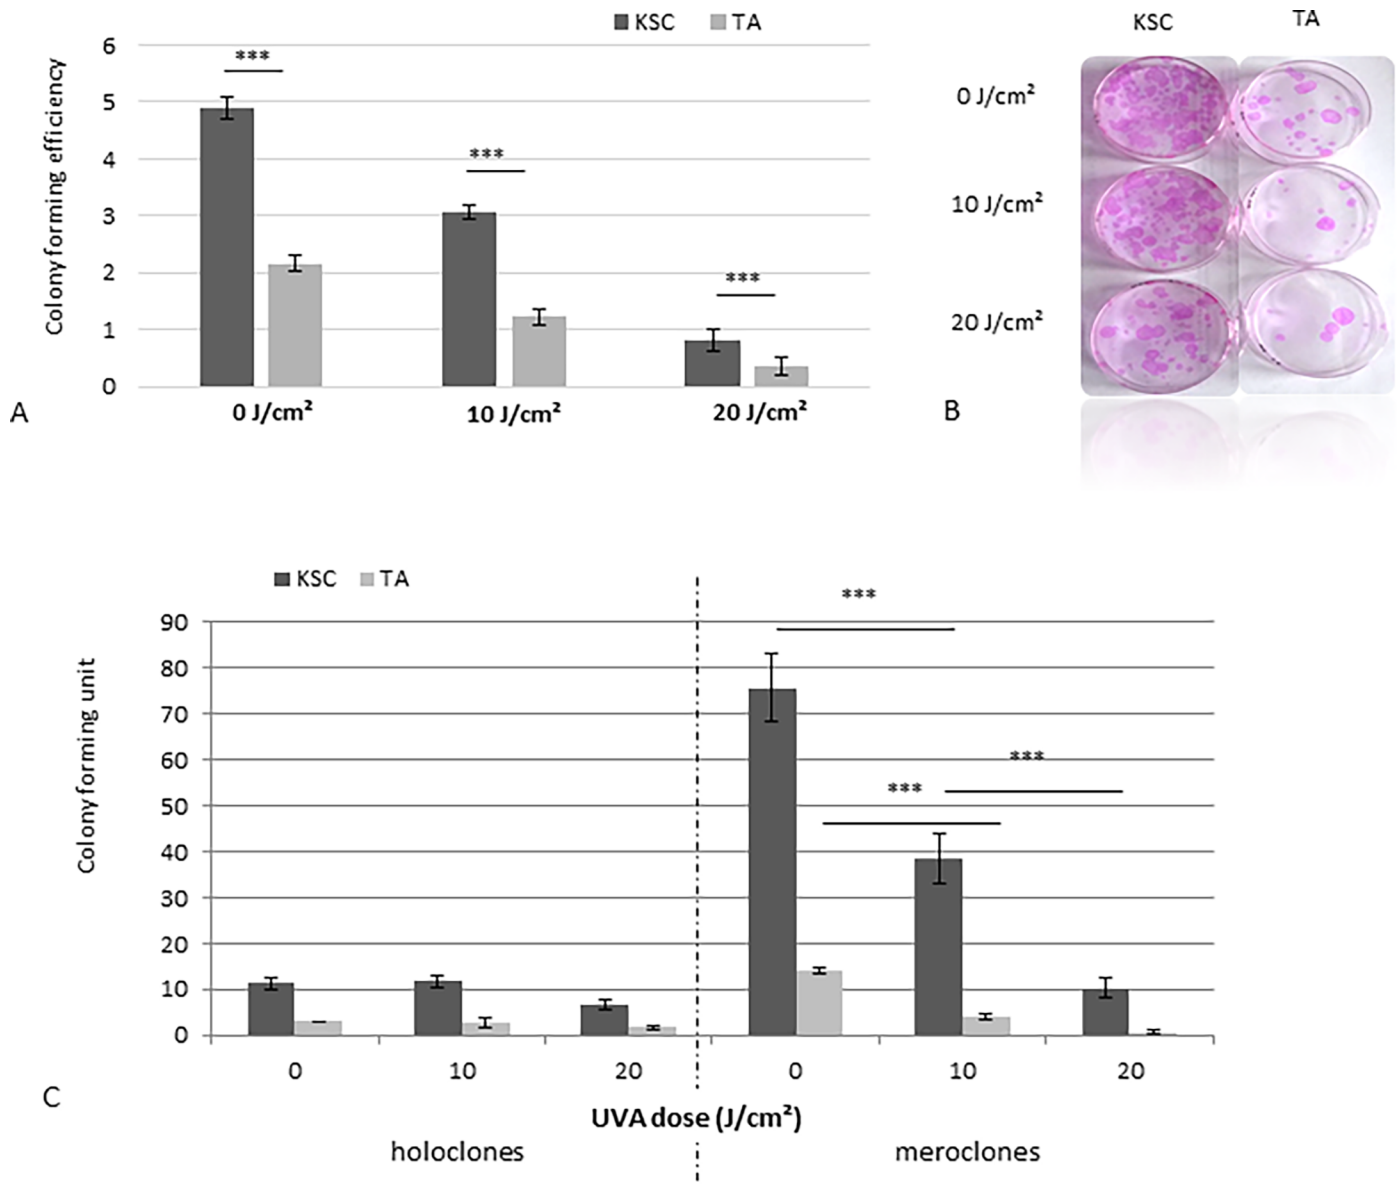 KSC TA
6
5
4
3
2
1
0
Colony forming efficiency
***
***
***
0 J/cm² 10 J/cm² 20 J/cm²
A
KSC TA
0 J/cm²
10 J/cm²
20 J/cm²
B
KSC TA
90
80
70
60
50
40
30
20
10
0
Colony forming unit
***
***
***
0 10 20 0 10 20
C
UVA dose (J/cm²)
holoclones meroclones